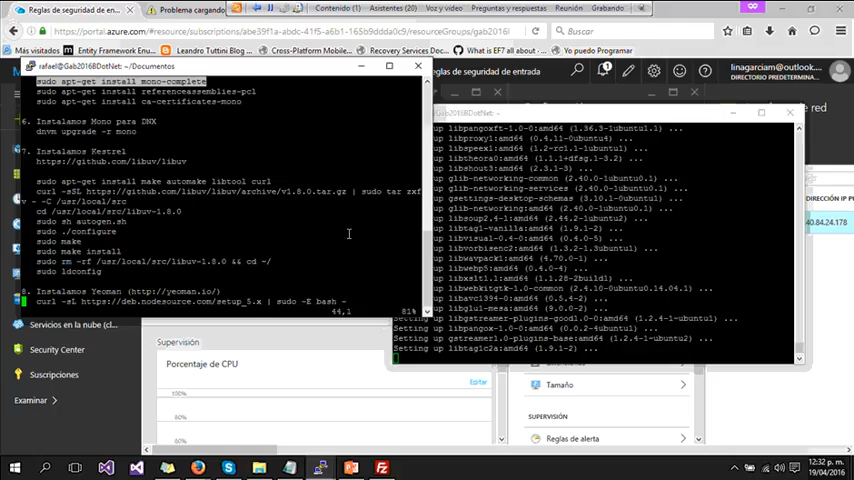 Reglas de seguridad de en...
Problema cargando
Contenido (1)
Asistentes (20)
Voz y video
Preguntas y respuestas
Reunión
Grabando
https://portal.azure.com/#resource/subscriptions/abe39f1a-abdc-41f5-a6b1-165b9ddda0c9/resourceGroups/gab2016
Buscar
Más visitados
Entity Framework
Leandro Tuttini Blog
Cross-Platform Mobile...
Recovery Services
What is EF7 all about...
Yo puedo Programar
rafael@Gab2016BDotNet: ~/Documentos
Reglas de seguridad de entrada
linagarciam@outlook....
DIRECTORIO PREDETERMINA...
sudo apt-get install mono-complete
sudo apt-get install referenceassemblies-pcl
sudo apt-get install ca-certificates-mono
6. Instalamos Mono para DNX
dnvm upgrade -r mono
7. Instalamos Kestrel
https://github.com/libuv/libuv
sudo apt-get install make automake libtool curl
curl -sSL https://github.com/libuv/libuv/archive/v1.8.0.tar.gz | sudo tar zxf
v - -C /usr/local/src
cd /usr/local/src/libuv-1.8.0
sudo sh autogen.sh
sudo ./configure
sudo make
sudo make install
sudo rm -rf /usr/local/src/libuv-1.8.0 && cd ~/
sudo ldconfig
8. Instalamos Yeoman (http://yeoman.io/)
curl -sL https://deb.nodesource.com/setup_5.x | sudo -E bash -
44,1
81%
Gab2016BDotNet: ~
up libpangoxft-1.0-0:amd64 (1.36.3-1ubuntu1.1) ...
up libproxy1:amd64 (0.4.11-0ubuntu4) ...
up libspeex1:amd64 (1.2~rc1.1-1ubuntu1) ...
up libtheora0:amd64 (1.1.1+dfsg.1-3.2) ...
up libshout3:amd64 (2.3.1-3) ...
up glib-networking-common (2.40.0-1ubuntu1) ...
up glib-networking-services (2.40.0-1ubuntu1) ...
up gsettings-desktop-schemas (3.10.1-0ubuntu1) ...
up glib-networking:amd64 (2.40.0-1ubuntu1) ...
up libsoup2.4-1:amd64 (2.44.2-1ubuntu2) ...
up libtag1-vanilla:amd64 (1.9.1-2) ...
up libvisual-0.4-0:amd64 (0.4.0-5) ...
up libvorbisenc2:amd64 (1.3.2-1.3ubuntu1) ...
up libwavpack1:amd64 (4.70.0-1) ...
up libwebp5:amd64 (0.4.0-4) ...
up libxslt1.1:amd64 (1.1.28-2build1) ...
up libwebkitgtk-1.0-common (2.4.10-0ubuntu0.14.04.1) ...
up libavc1394-0:amd64 (0.5.4-2) ...
up libglu1-mesa:amd64 (9.0.0-2) ...
Setting up libgstreamer-plugins-good1.0-0:amd64 (1.2.4-1~ubuntu1) ...
Setting up libpangox-1.0-0:amd64 (0.0.2-4ubuntu1) ...
Setting up gstreamer1.0-plugins-base:amd64 (1.2.4-1~ubuntu2) ...
Setting up libtag1c2a:amd64 (1.9.1-2) ...
de red
DIRECCIÓN IP P
40.84.24.178
Servicios en la nube (c...
Security Center
Suscripciones
Examinar
Supervisión
Porcentaje de CPU
Editar
100%
80%
60%
Tamaño
SUPERVISIÓN
Reglas de alerta
12:32 p. m.
19/04/2016